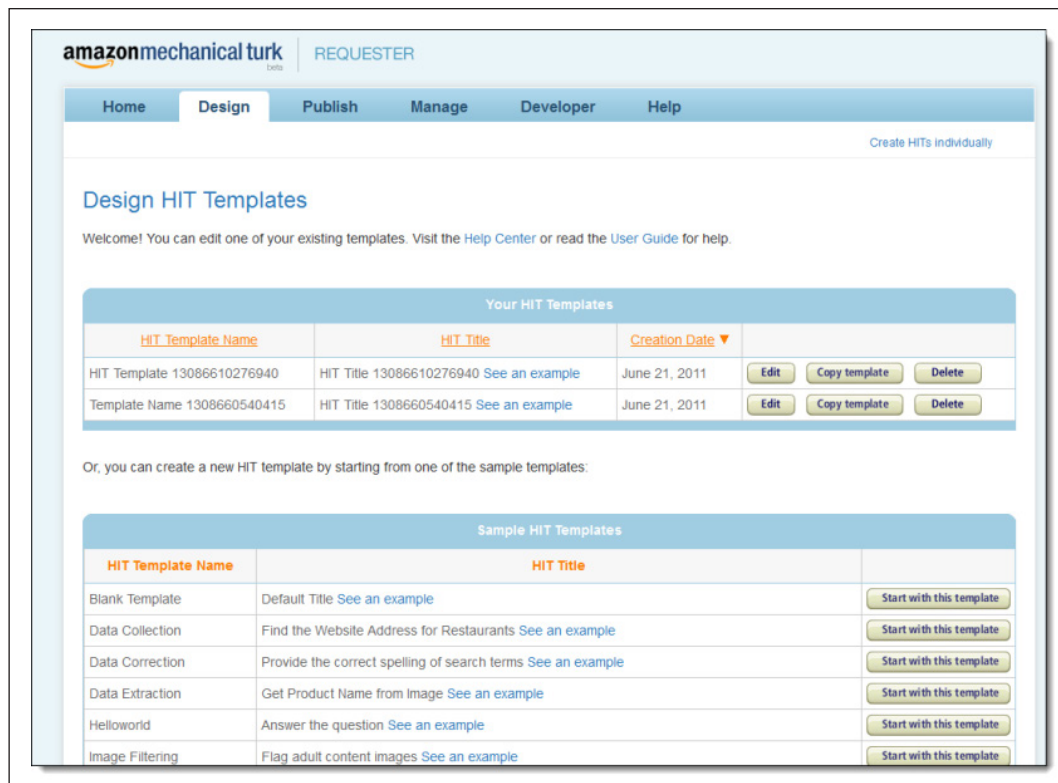 amazonmechanical turk beta REQUESTER
Home Design Publish Manage Developer Help
Create HITs individually
Design HIT Templates
Welcome! You can edit one of your existing templates. Visit the Help Center or read the User Guide for help.
Your HIT Templates
HIT Template Name HIT Title Creation Date ▼
HIT Template 13086610276940 HIT Title 13086610276940 See an example June 21, 2011 Edit Copy template Delete
Template Name 1308660540415 HIT Title 1308660540415 See an example June 21, 2011 Edit Copy template Delete
Or, you can create a new HIT template by starting from one of the sample templates:
Sample HIT Templates
HIT Template Name HIT Title
Blank Template Default Title See an example Start with this template
Data Collection Find the Website Address for Restaurants See an example Start with this template
Data Correction Provide the correct spelling of search terms See an example Start with this template
Data Extraction Get Product Name from Image See an example Start with this template
Helloworld Answer the question See an example Start with this template
Image Filtering Flag adult content images See an example Start with this template